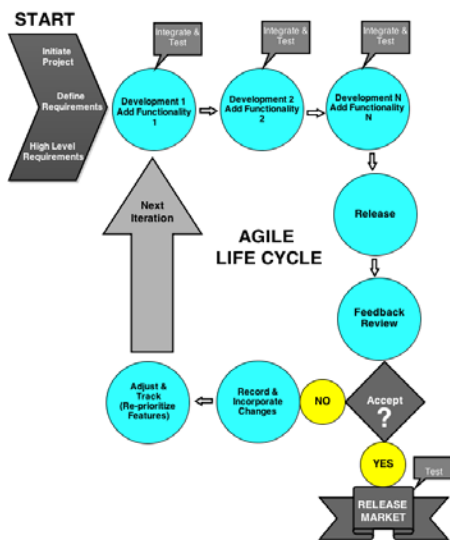 START
Initiate
Project
Define
Requirements
High Level
Requirements
Integrate &
Test
Integrate &
Test
Integrate &
Test
Development 1
Add Functionality
1
Development 2
Add Functionality
2
Development N
Add Functionality
N
Release
Next
Iteration
AGILE
LIFE CYCLE
Feedback
Review
Adjust &
Track
(Re-prioritize
Features)
Record &
Incorporate
Changes
NO
Accept
?
YES
Test
RELEASE
MARKET